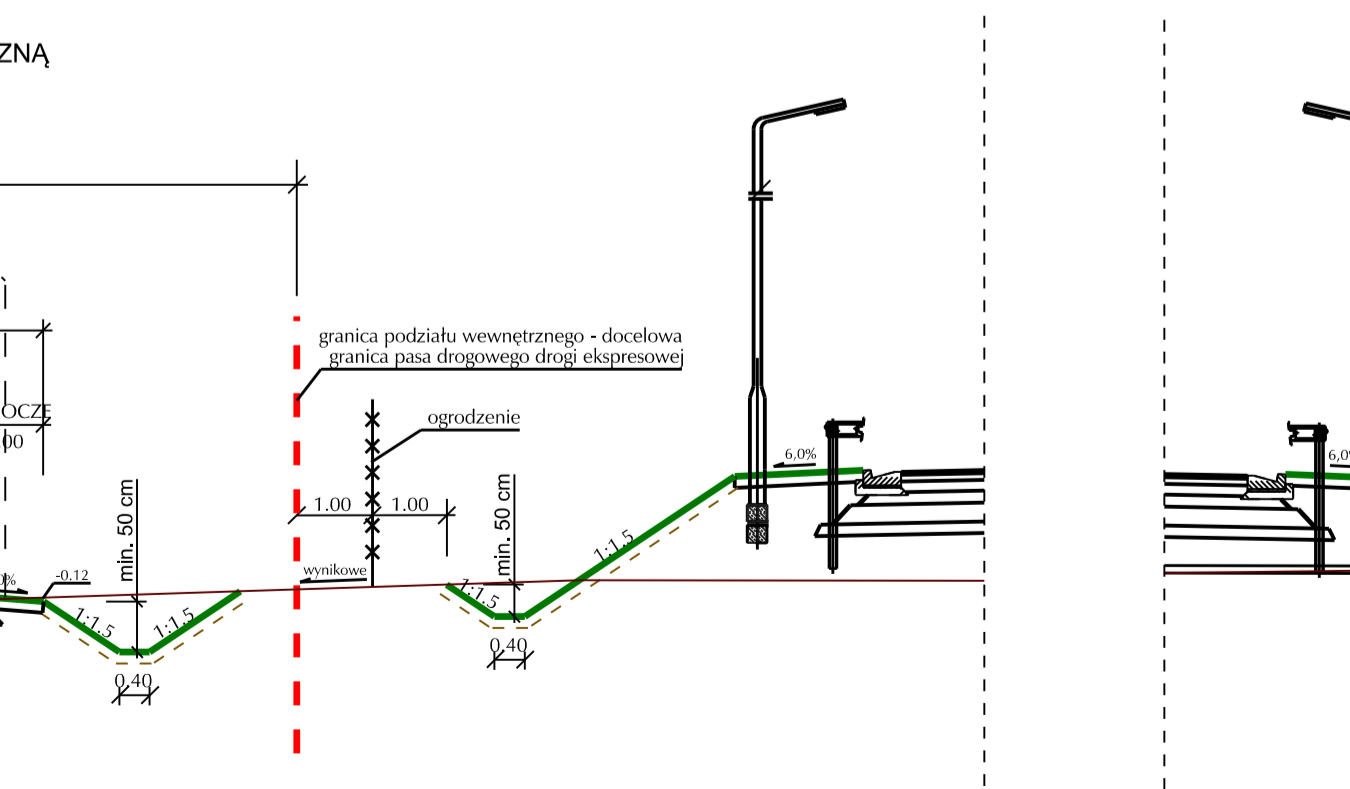 ZNĄ
granica podziału wewnętrznego - docelowa
granica pasa drogowego drogi ekspresowej
OCZE
00
ogrodzenie
6,0%
6,0%
min. 50 cm
1.00
1.00
min. 50 cm
0%
-0.12
wynikowe
1:1.5
1:1.5
1:1.5
1:1.5
0.40
0.40